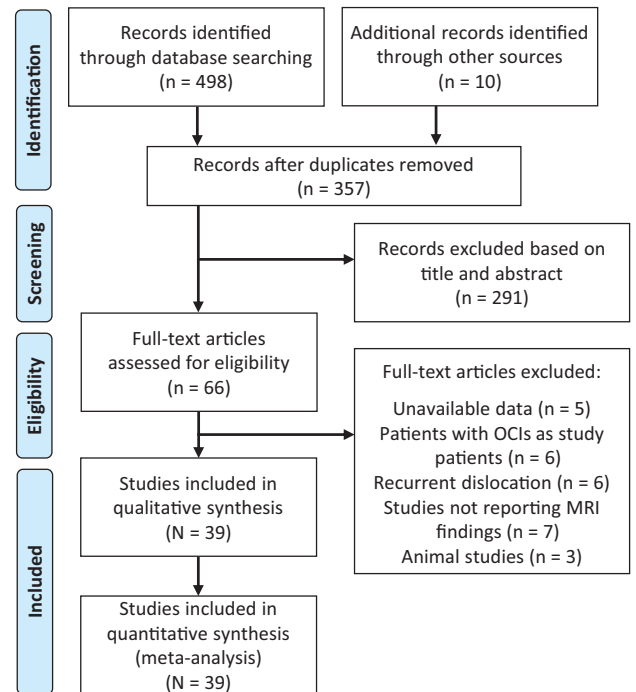 Identification
Records identified
through database searching
(n = 498)
Additional records identified
through other sources
(n = 10)
Records after duplicates removed
(n = 357)
Screening
Records excluded based on
title and abstract
(n = 291)
Eligibility
Full-text articles
assessed for eligibility
(n = 66)
Full-text articles excluded:
Unavailable data (n = 5)
Patients with OCIs as study
patients (n = 6)
Recurrent dislocation (n = 6)
Studies not reporting MRI
findings (n = 7)
Animal studies (n = 3)
Included
Studies included in
qualitative synthesis
(N = 39)
Studies included in
quantitative synthesis
(meta-analysis)
(N = 39)